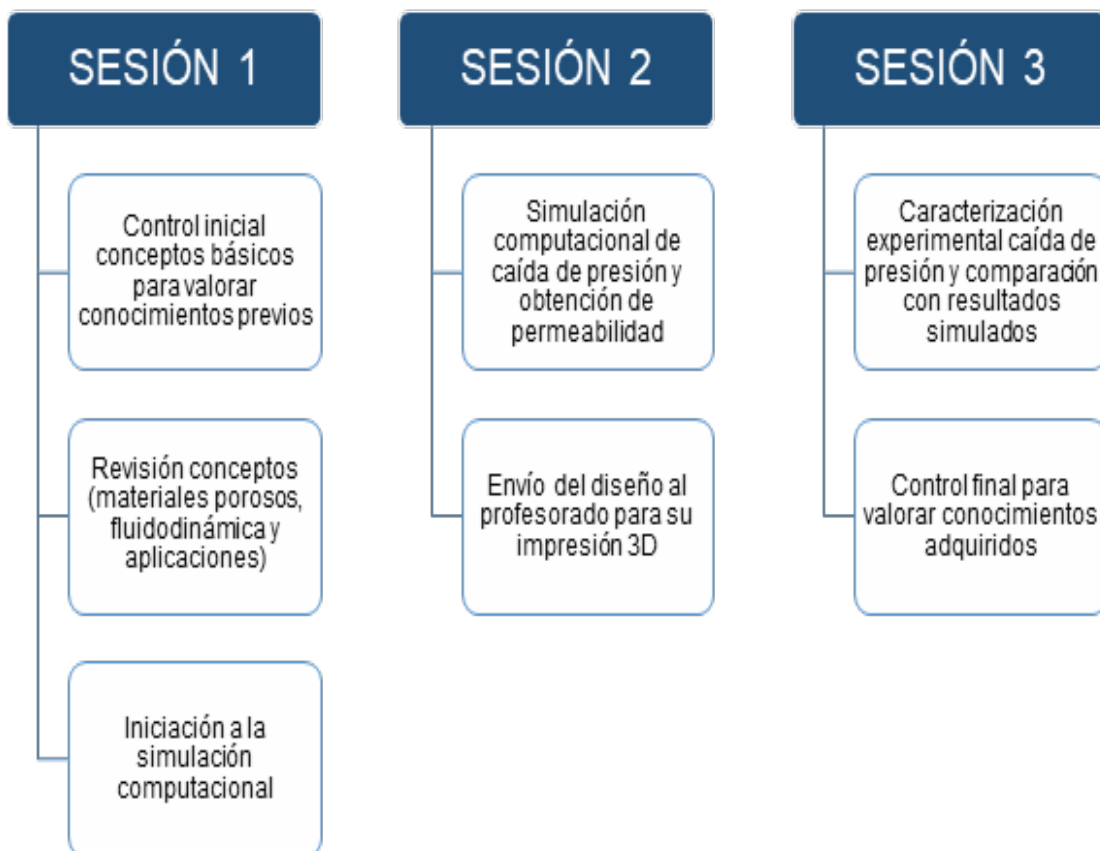 SESIÓN 1
Control inicial
conceptos básicos
para valorar
conocimientos previos
Revisión conceptos
(materiales porosos,
fluidodinámica y
aplicaciones)
Iniciación a la
simulación
computacional
SESIÓN 2
Simulación
computacional de
caída de presión y
obtención de
permeabilidad
Envío del diseño al
profesorado para su
impresión 3D
SESIÓN 3
Caracterización
experimental caída de
presión y comparación
con resultados
simulados
Control final para
valorar conocimientos
adquiridos